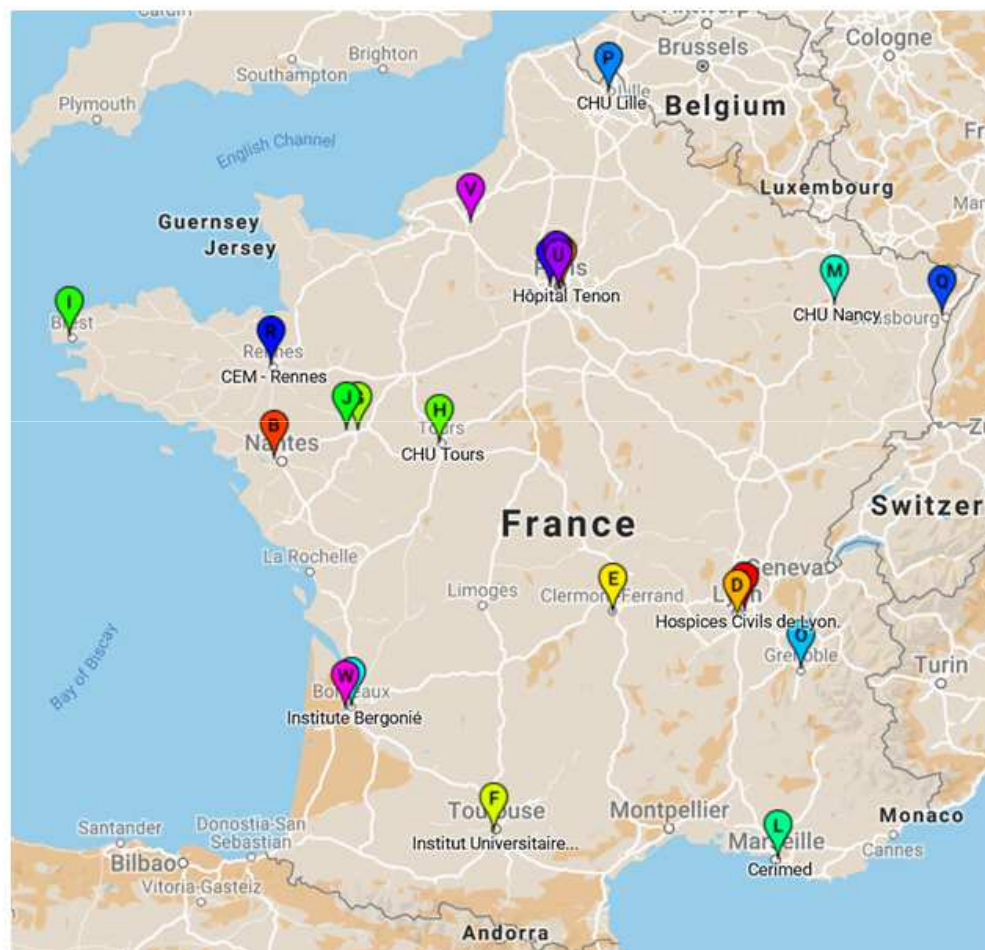 Cardiff
Brighton
Southampton
Plymouth
English Channel
Brussels
Cologne
P
CHU Lille
Belgium
Luxembourg
V
Guernsey
Jersey
U
Hôpital Tenon
M
CHU Nancy
Q
I
Brest
R
Rennes
CEM - Rennes
J
H
Tours
CHU Tours
B
Nantes
France
La Rochelle
Limoges
E
Clermont-Ferrand
D
Lyon
Geneva
Hospices Civils de Lyon.
Grenoble
Turin
Bay of Biscay
W
Bordeaux
Institute Bergonié
F
Toulouse
Institut Universitaire...
Montpellier
L
Marseille
Cerimed
Cannes
Monaco
Santander
Donostia-San
Sebastian
Bilbao
Vitoria-Gasteiz
Andorra